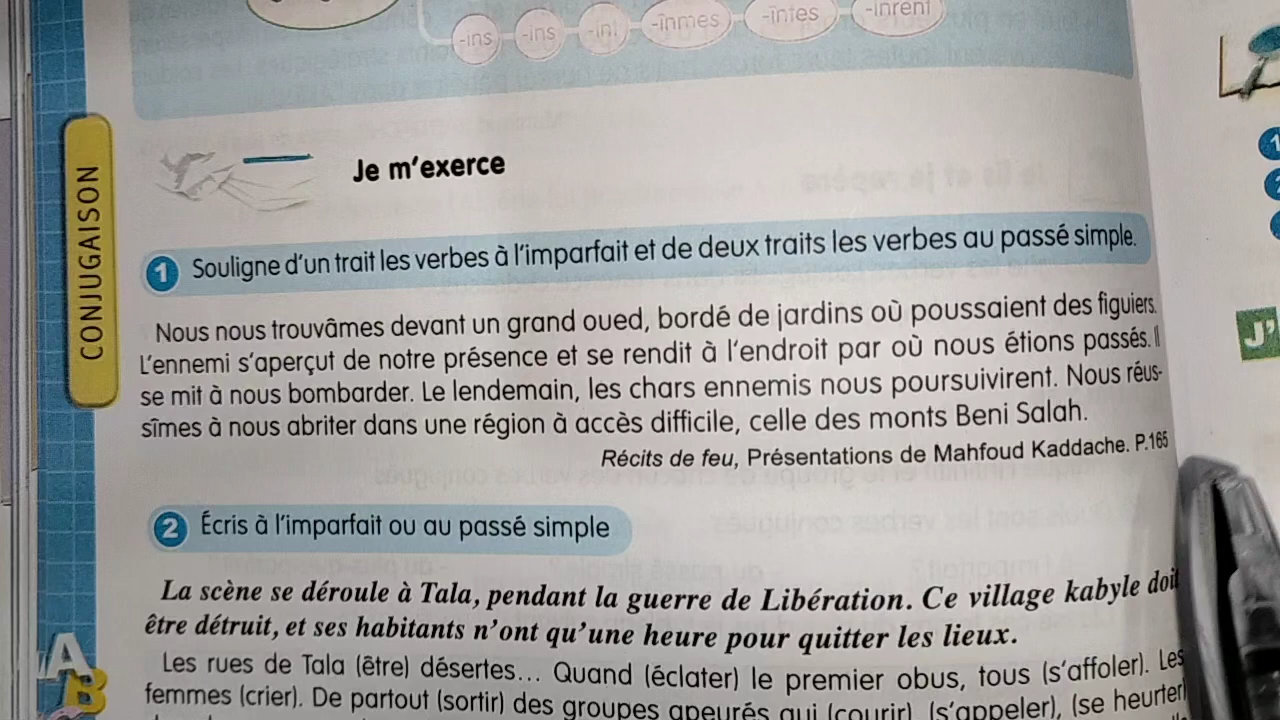 -ins -ins -int -înmes -întes -inrent
CONJUGAISON
Je m'exerce
1 Souligne d'un trait les verbes à l'imparfait et de deux traits les verbes au passé simple.
Nous nous trouvâmes devant un grand oued, bordé de jardins où poussaient des figuiers.
L'ennemi s'aperçut de notre présence et se rendit à l'endroit par où nous étions passés. Il
se mit à nous bombarder. Le lendemain, les chars ennemis nous poursuivirent. Nous réus-
sîmes à nous abriter dans une région à accès difficile, celle des monts Beni Salah.
Récits de feu, Présentations de Mahfoud Kaddache. P.165
2 Écris à l'imparfait ou au passé simple
La scène se déroule à Tala, pendant la guerre de Libération. Ce village kabyle doit
être détruit, et ses habitants n'ont qu'une heure pour quitter les lieux.
Les rues de Tala (être) désertes... Quand (éclater) le premier obus, tous (s'affoler). Les
femmes (crier). De partout (sortir) des groupes apeurés qui (courir), (s'appeler), (se heurter)
A
B
1
J'